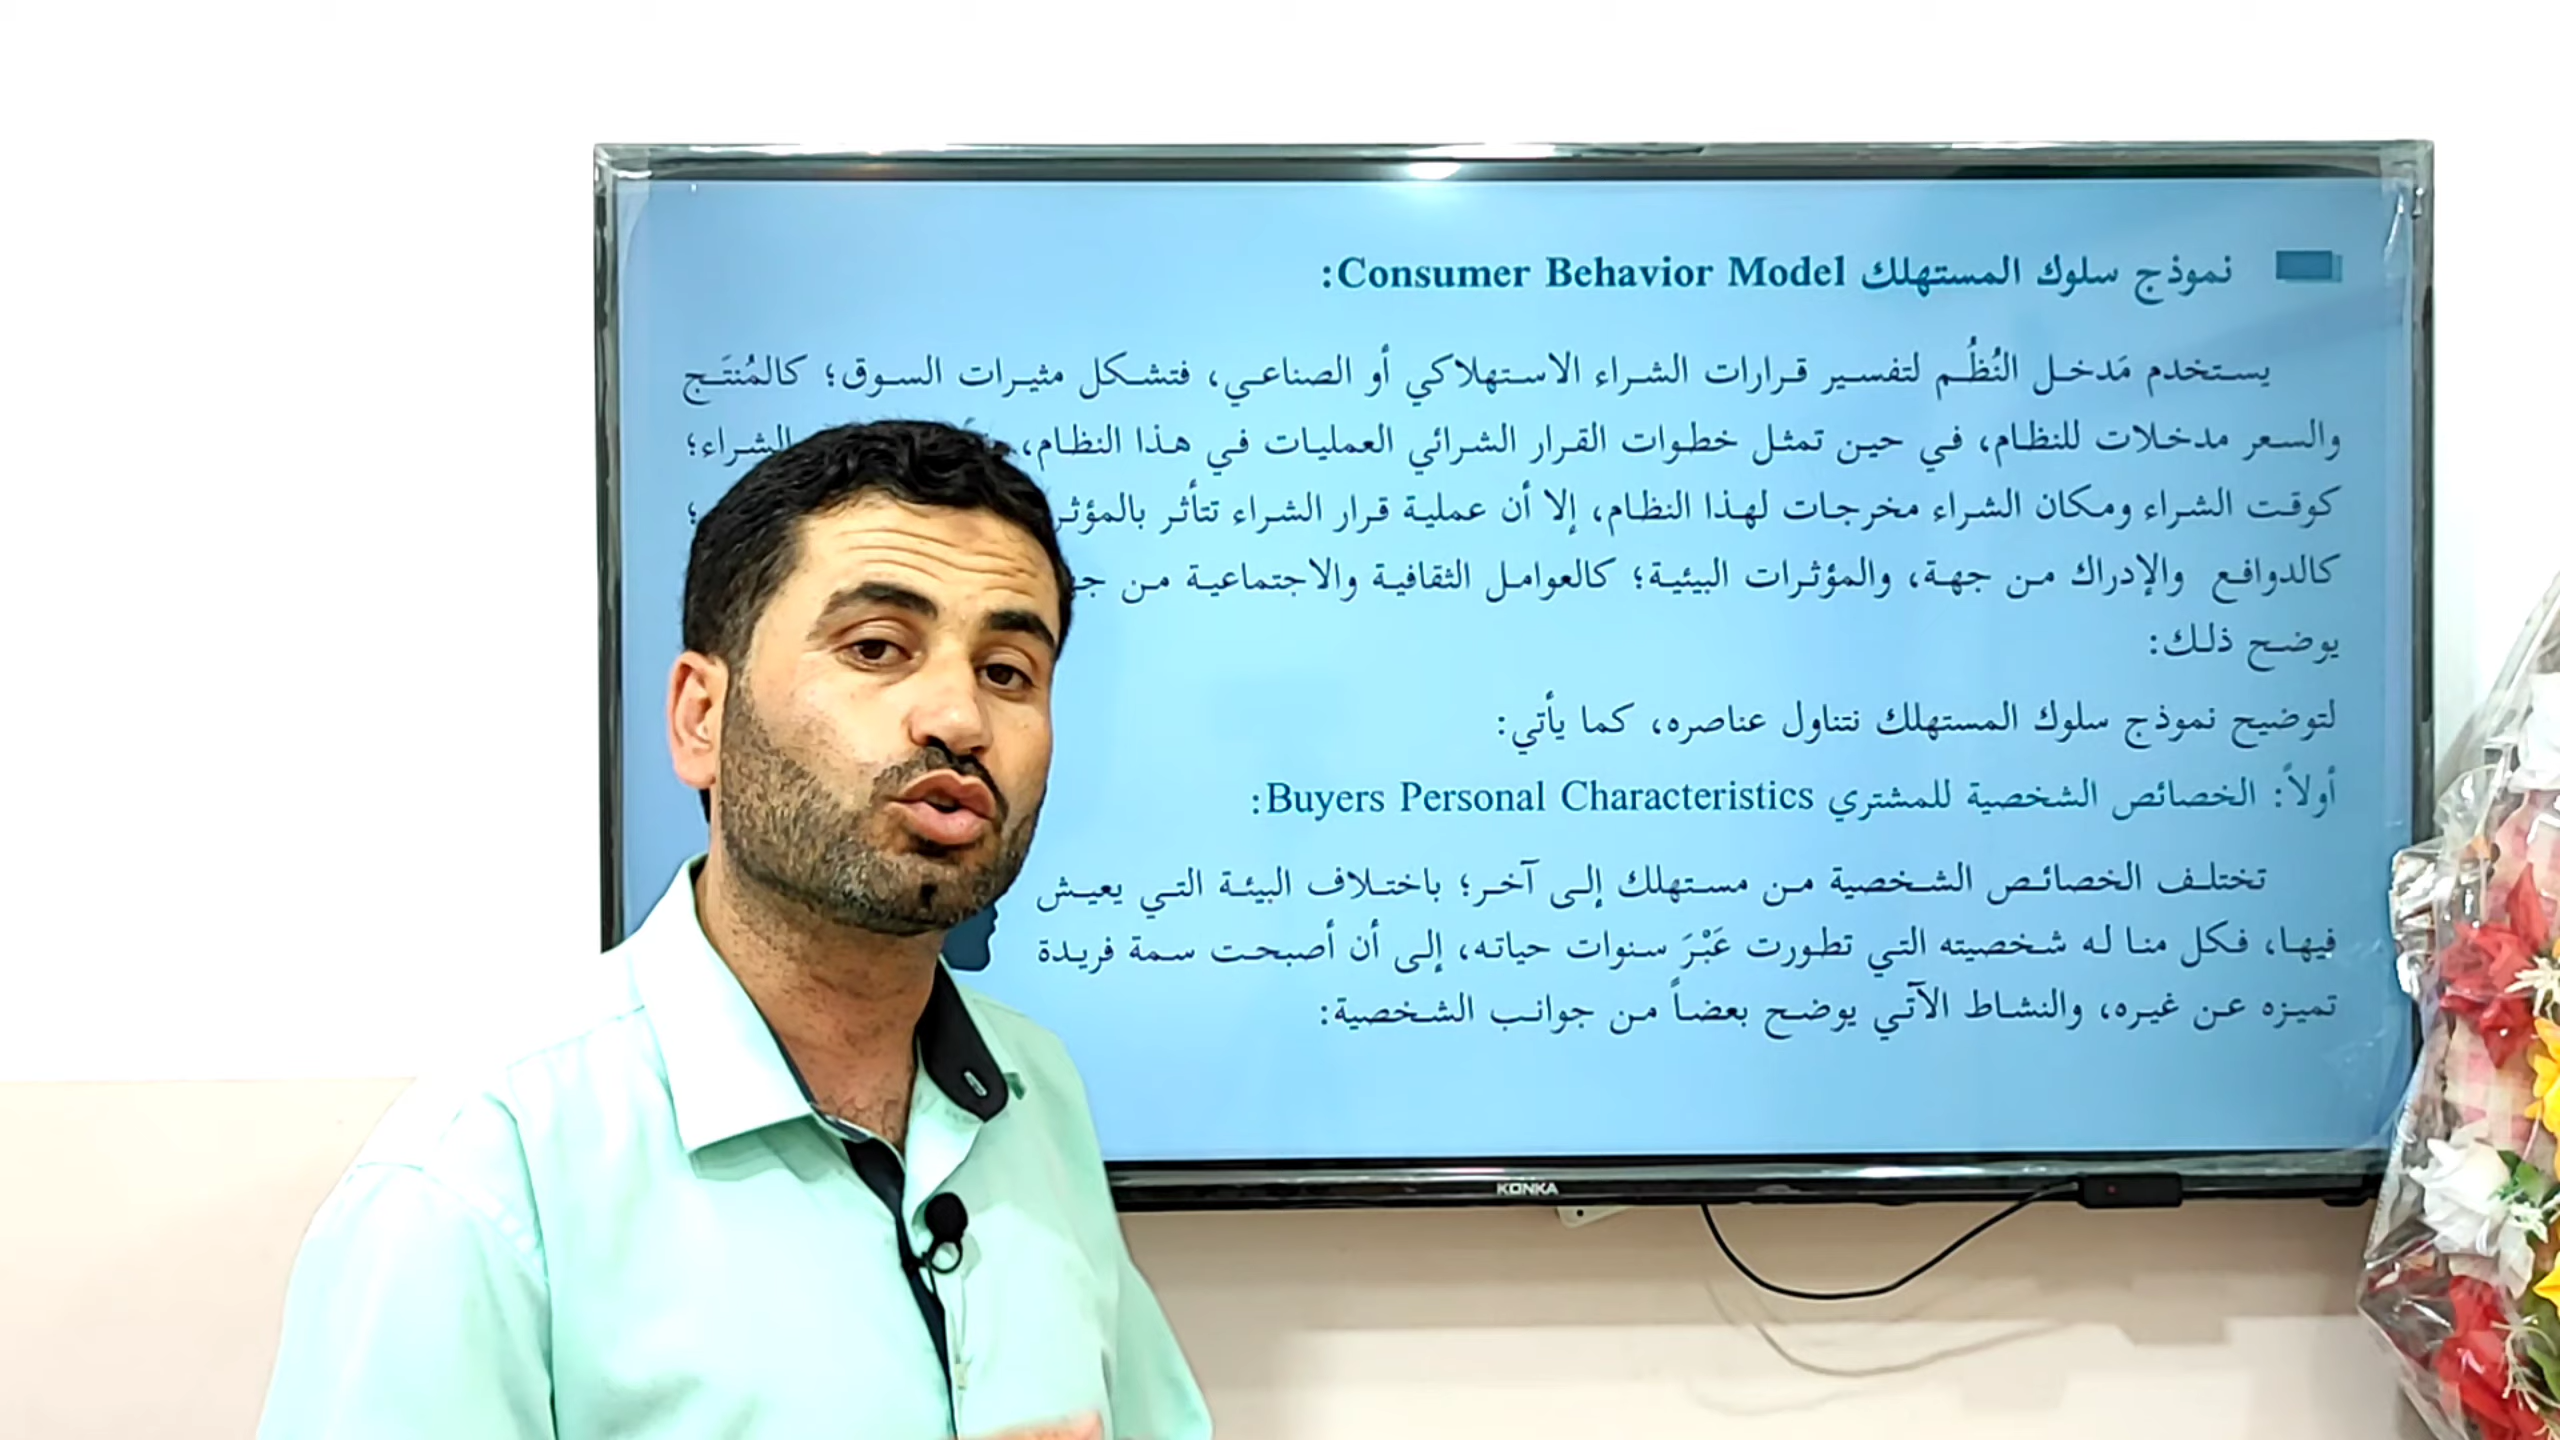 نموذج سلوك المستهلك Consumer Behavior Model:
يستخدم مَدخل النُظُم لتفسير قرارات الشراء الاستهلاكي أو الصناعي، فتشكل مثيرات السوق؛ كالمُنتَج
والسعر مدخلات للنظام، في حين تمثل خطوات القرار الشرائي العمليات في هذا النظام، الشراء؛
كوقت الشراء ومكان الشراء مخرجات لهذا النظام، إلا أن عملية قرار الشراء تتأثر
كالدوافع والإدراك من جهة، والمؤثرات البيئية؛ كالعوامل الثقافية والاجتماعية من
يوضح ذلك:
لتوضيح نموذج سلوك المستهلك نتناول عناصره، كما يأتي:
أولاً: الخصائص الشخصية للمشتري Buyers Personal Characteristics:
تختلف الخصائص الشخصية من مستهلك إلى آخر؛ باختلاف البيئة التي يعيش
فيها، فكل منا له شخصيته التي تطورت عَبْرَ سنوات حياته، إلى أن أصبحت سمة فريدة
تميزه عن غيره، والنشاط الآتي يوضح بعضاً من جوانب الشخصية:
KONKA